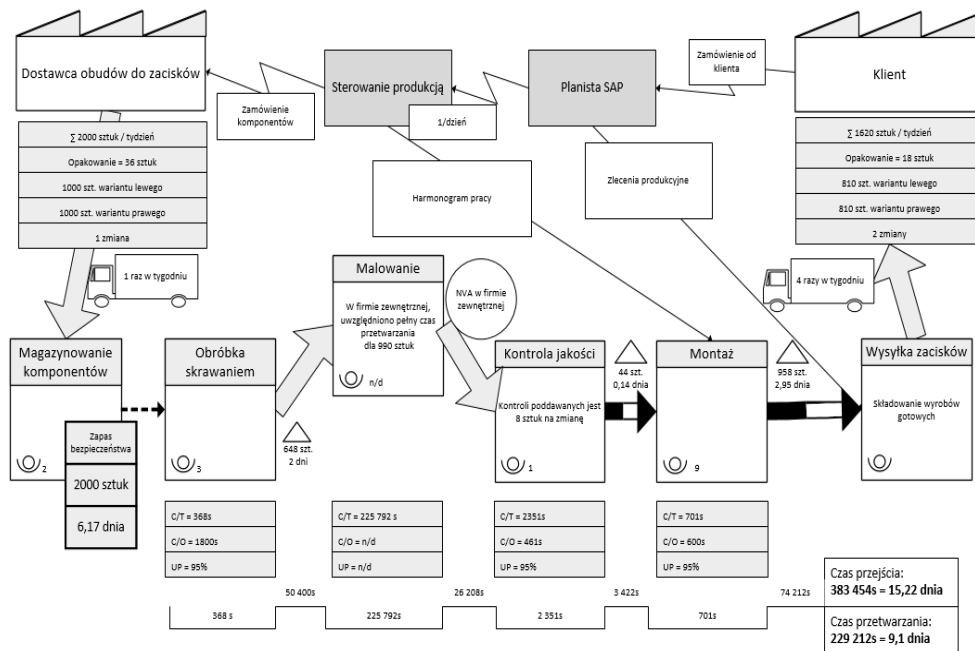 Dostawca obudów do zacisków
Sterowanie produkcją
Planista SAP
Zamówienie od
klienta
Klient
Zamówienie
komponentów
1/dzień
∑ 2000 sztuk / tydzień
Opakowanie = 36 sztuk
1000 szt. wariantu lewego
1000 szt. wariantu prawego
1 zmiana
∑ 1620 sztuk / tydzień
Opakowanie = 18 sztuk
810 szt. wariantu lewego
810 szt. wariantu prawego
2 zmiany
Harmonogram pracy
Zlecenia produkcyjne
1 raz w tygodniu
4 razy w tygodniu
Malowanie
W firmie zewnętrznej,
uwzględniono pełny czas
przetwarzania
dla 990 sztuk
n/d
NVA w firmie
zewnętrznej
Magazynowanie
komponentów
2
Zapas
bezpieczeństwa
2000 sztuk
6,17 dnia
Obróbka
skrawaniem
3
648 szt.
2 dni
Kontrola jakości
Kontroli poddawanych jest
8 sztuk na zmianę
1
44 szt.
0,14 dnia
Montaż
9
958 szt.
2,95 dnia
Wysyłka zacisków
Składowanie wyrobów
gotowych
C/T = 368s
C/O = 1800s
UP = 95%
C/T = 225 792 s
C/O = n/d
UP = n/d
C/T = 2351s
C/O = 461s
UP = 95%
C/T = 701s
C/O = 600s
UP = 95%
50 400s
26 208s
3 422s
74 212s
368 s
225 792s
2 351s
701s
Czas przejścia:
383 454s = 15,22 dnia
Czas przetwarzania:
229 212s = 9,1 dnia